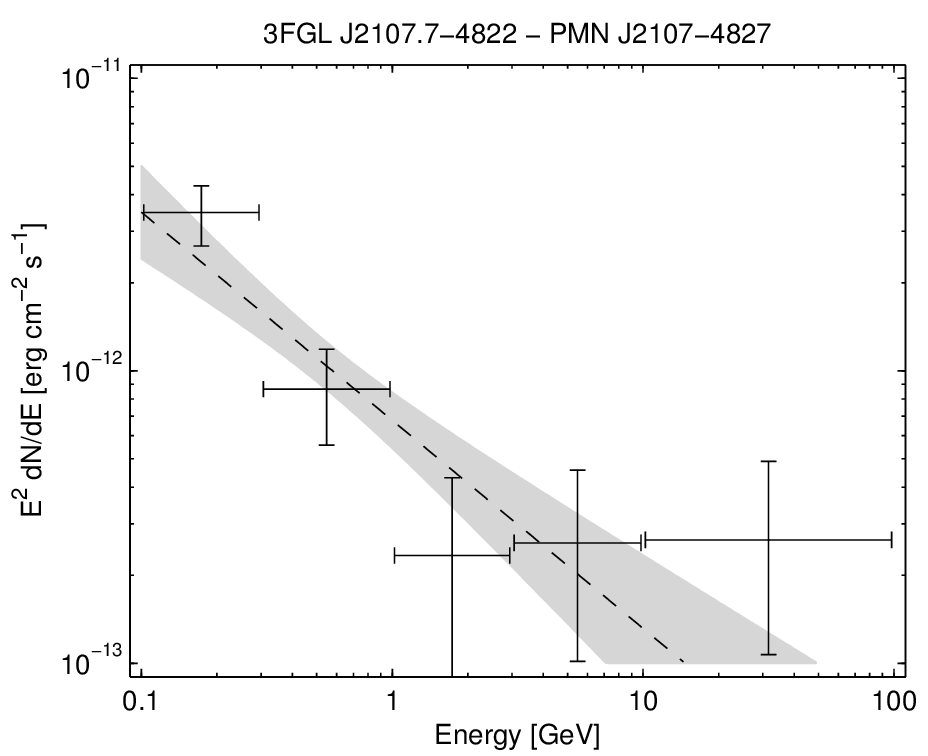 3FGL J2107.7−4822 − PMN J2107−4827
10⁻¹¹
10⁻¹²
10⁻¹³
E² dN/dE [erg cm⁻² s⁻¹]
0.1 1 10 100
Energy [GeV]